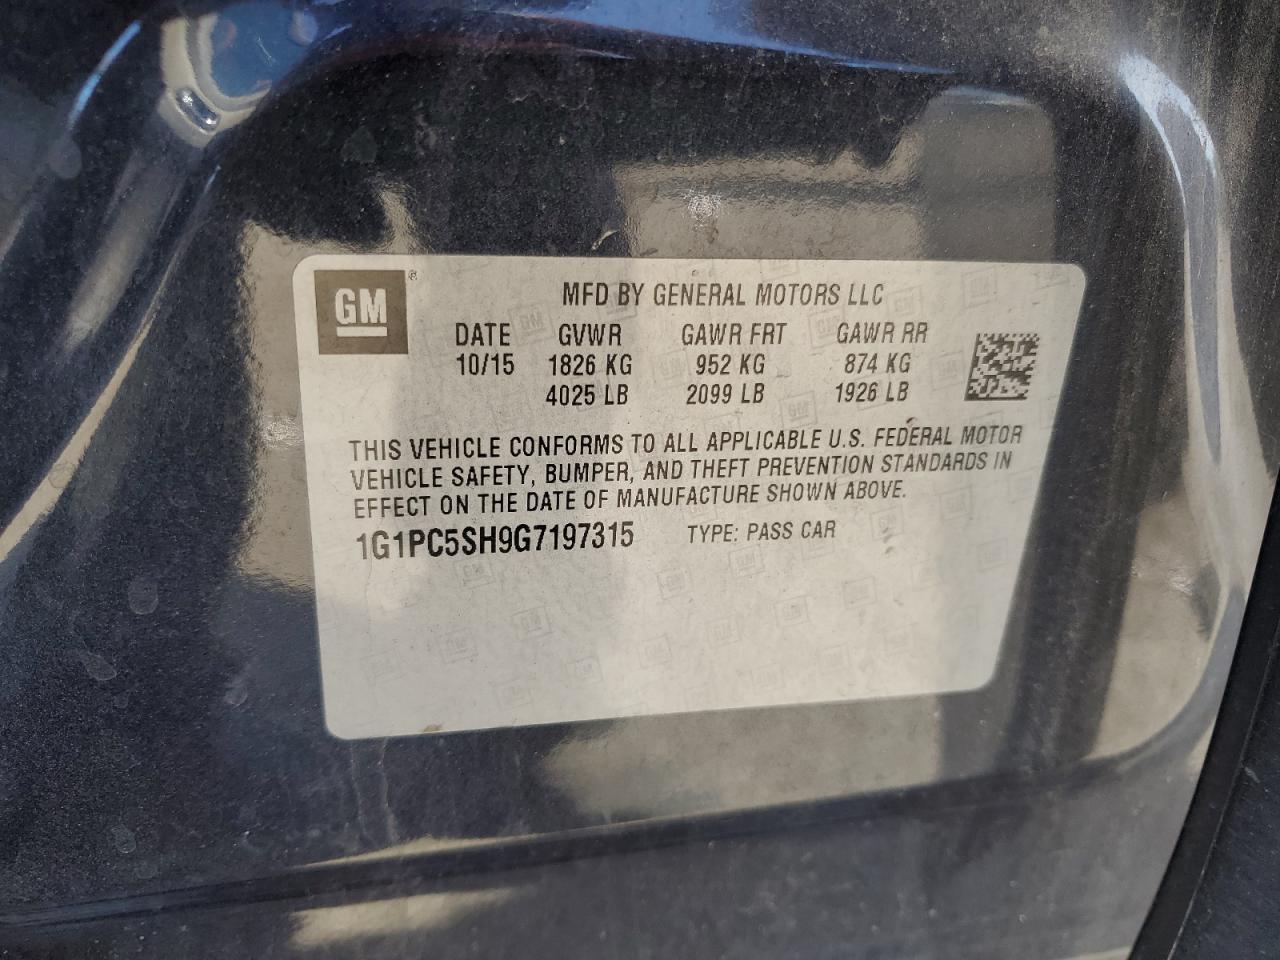 GM ®
MFD BY GENERAL MOTORS LLC
DATE GVWR GAWR FRT GAWR RR
10/15 1826 KG 952 KG 874 KG
4025 LB 2099 LB 1926 LB
THIS VEHICLE CONFORMS TO ALL APPLICABLE U.S. FEDERAL MOTOR
VEHICLE SAFETY, BUMPER, AND THEFT PREVENTION STANDARDS IN
EFFECT ON THE DATE OF MANUFACTURE SHOWN ABOVE.
1G1PC5SH9G7197315 TYPE: PASS CAR